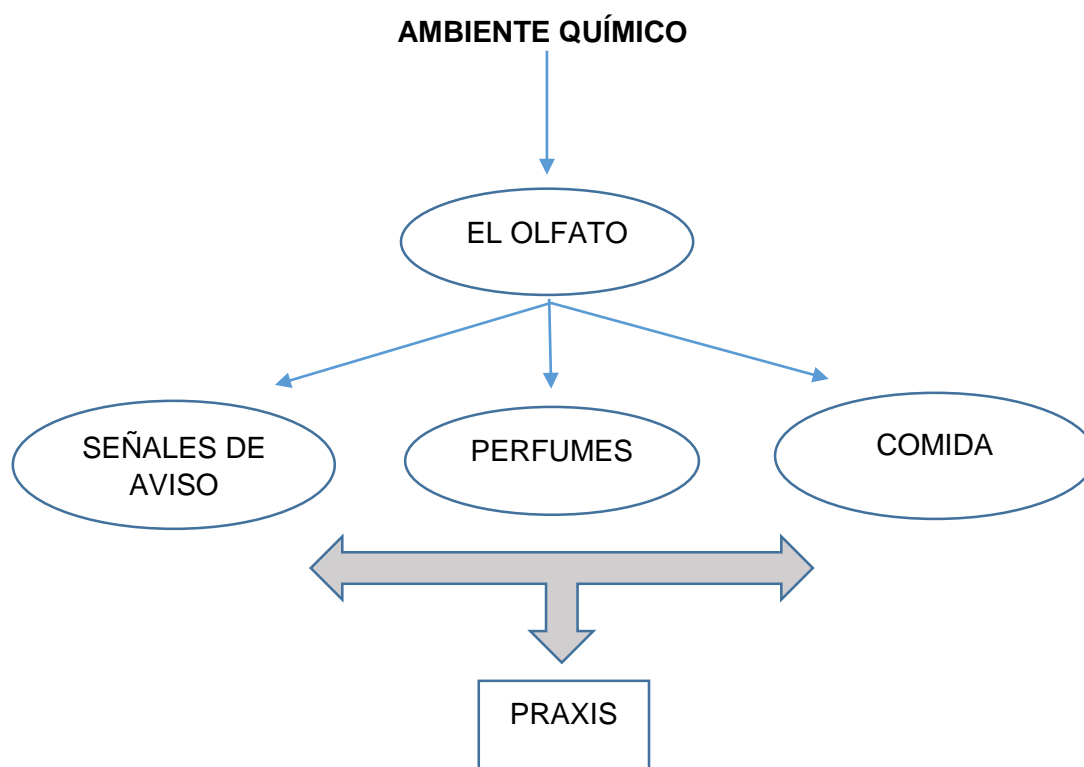 AMBIENTE QUÍMICO
EL OLFATO
SEÑALES DE
AVISO
PERFUMES
COMIDA
PRAXIS